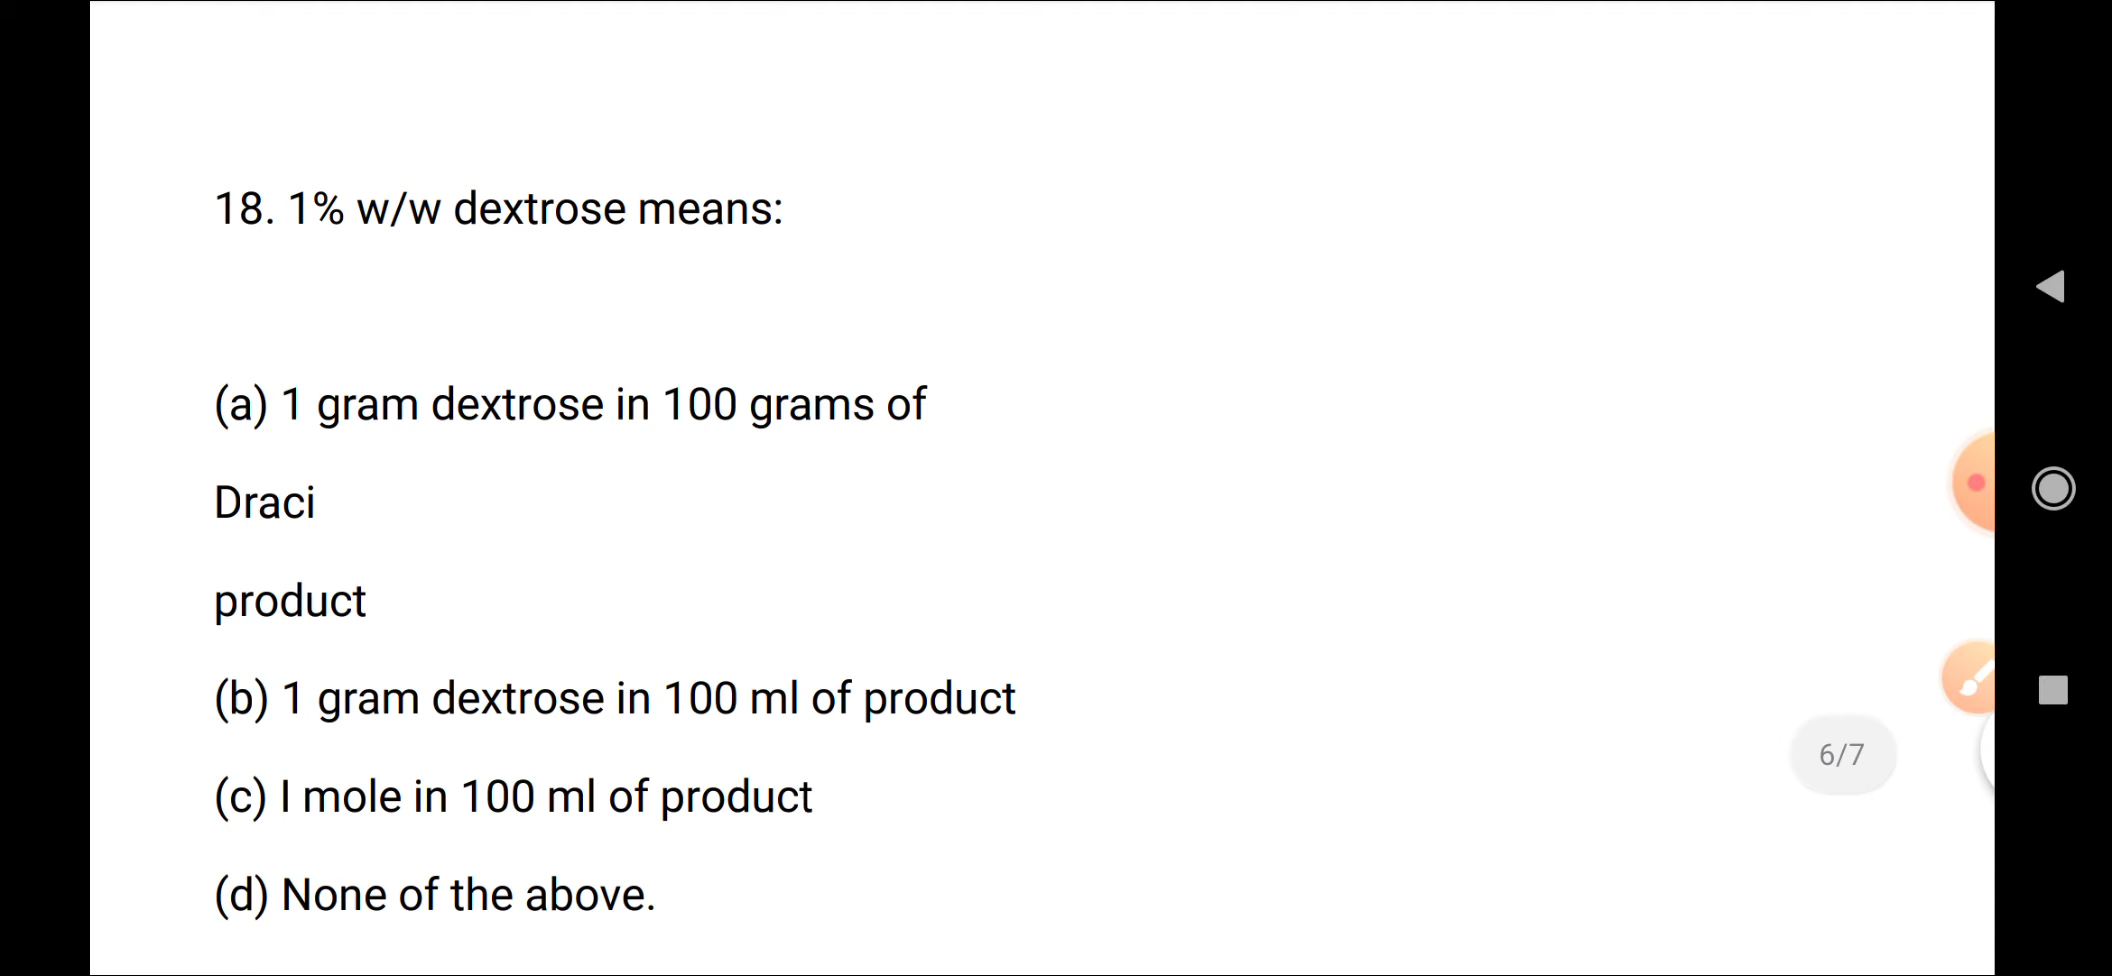 18. 1% w/w dextrose means:
(a) 1 gram dextrose in 100 grams of
Draci
product
(b) 1 gram dextrose in 100 ml of product
(c) I mole in 100 ml of product
(d) None of the above.
6/7